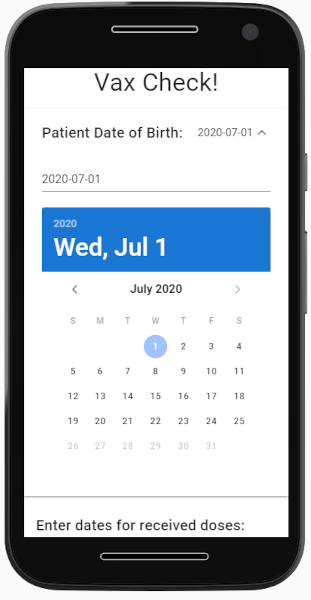 Vax Check!
Patient Date of Birth: 2020-07-01
2020-07-01
2020
Wed, Jul 1
July 2020
S M T W T F S
1 2 3 4
5 6 7 8 9 10 11
12 13 14 15 16 17 18
19 20 21 22 23 24 25
26 27 28 29 30 31
Enter dates for received doses: